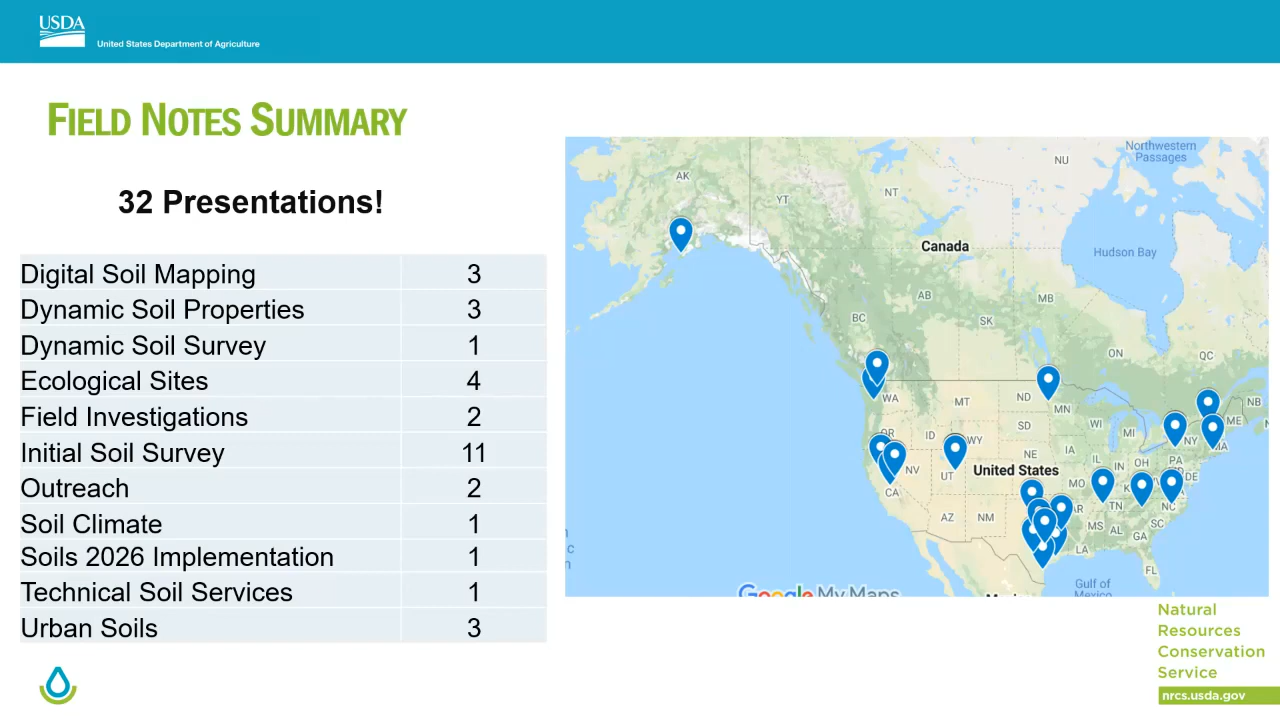 USDA
United States Department of Agriculture
FIELD NOTES SUMMARY
32 Presentations!
Digital Soil Mapping 3
Dynamic Soil Properties 3
Dynamic Soil Survey 1
Ecological Sites 4
Field Investigations 2
Initial Soil Survey 11
Outreach 2
Soil Climate 1
Soils 2026 Implementation 1
Technical Soil Services 1
Urban Soils 3
Northwestern
Passages
NU
AK
YT
NT
Canada
Hudson Bay
AB
MB
BC
SK
ON
QC
WA
MT
ND
MN
NB
ME
OR
ID
WY
SD
WI
MI
NY
MA
NV
UT
NE
IA
IL
IN
OH
PA
DE
United States
CA
MO
TN
NC
AZ
NM
AR
MS
AL
SC
GA
LA
FL
Gulf of
Mexico
Google My Maps
Natural
Resources
Conservation
Service
nrcs.usda.gov